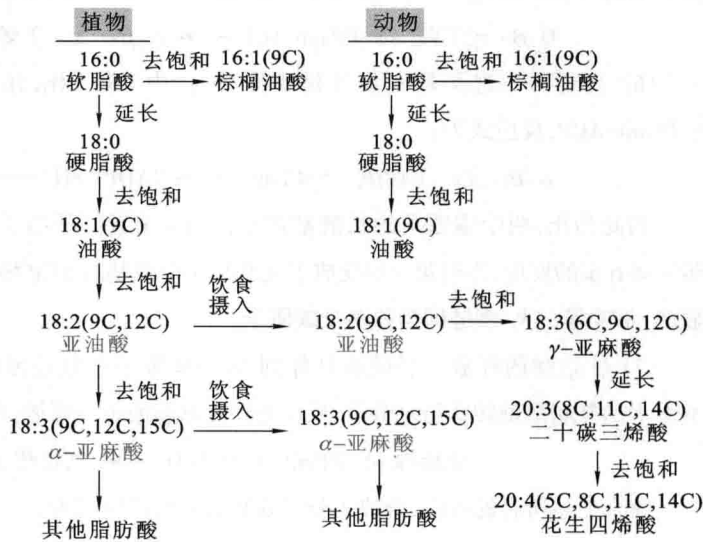 植物
动物
16:0 去饱和 16:1(9C)
软脂酸 棕榈油酸
16:0 去饱和 16:1(9C)
软脂酸 棕榈油酸
延长
延长
18:0
硬脂酸
18:0
硬脂酸
去饱和
去饱和
18:1(9C)
油酸
18:1(9C)
油酸
去饱和
饮食
摄入
18:2(9C,12C)
亚油酸
18:2(9C,12C)
亚油酸
去饱和
18:3(6C,9C,12C)
γ-亚麻酸
去饱和
饮食
摄入
延长
18:3(9C,12C,15C)
α-亚麻酸
18:3(9C,12C,15C)
α-亚麻酸
20:3(8C,11C,14C)
二十碳三烯酸
去饱和
其他脂肪酸
其他脂肪酸
20:4(5C,8C,11C,14C)
花生四烯酸